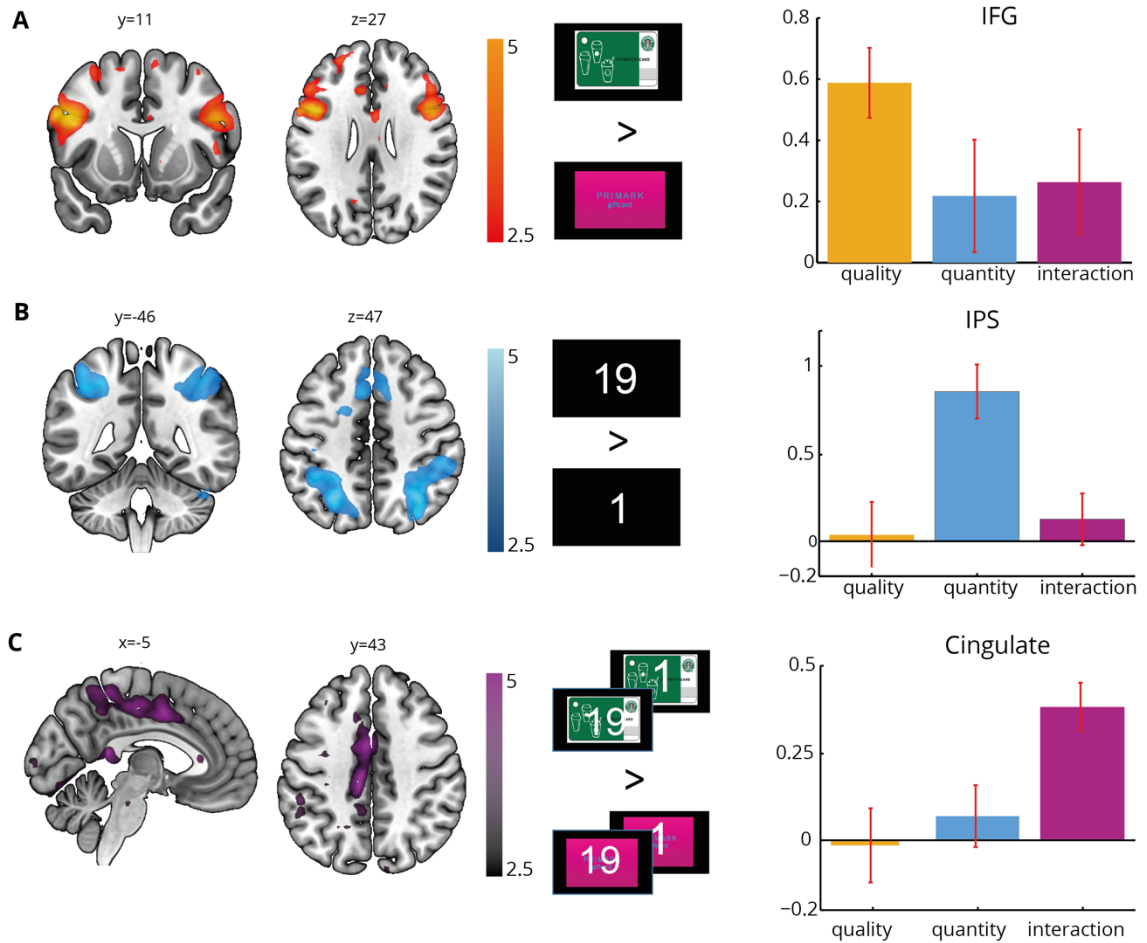 A
y=11
z=27
5
2.5
>
PRIMARK
giftcard
IFG
0.8
0.6
0.4
0.2
0
quality quantity interaction
B
y=-46
z=47
5
2.5
19
>
1
IPS
1
0.5
0
−0.2
quality quantity interaction
C
x=-5
y=43
5
2.5
1
19
>
1
19
Cingulate
0.5
0.25
0
−0.2
quality quantity interaction